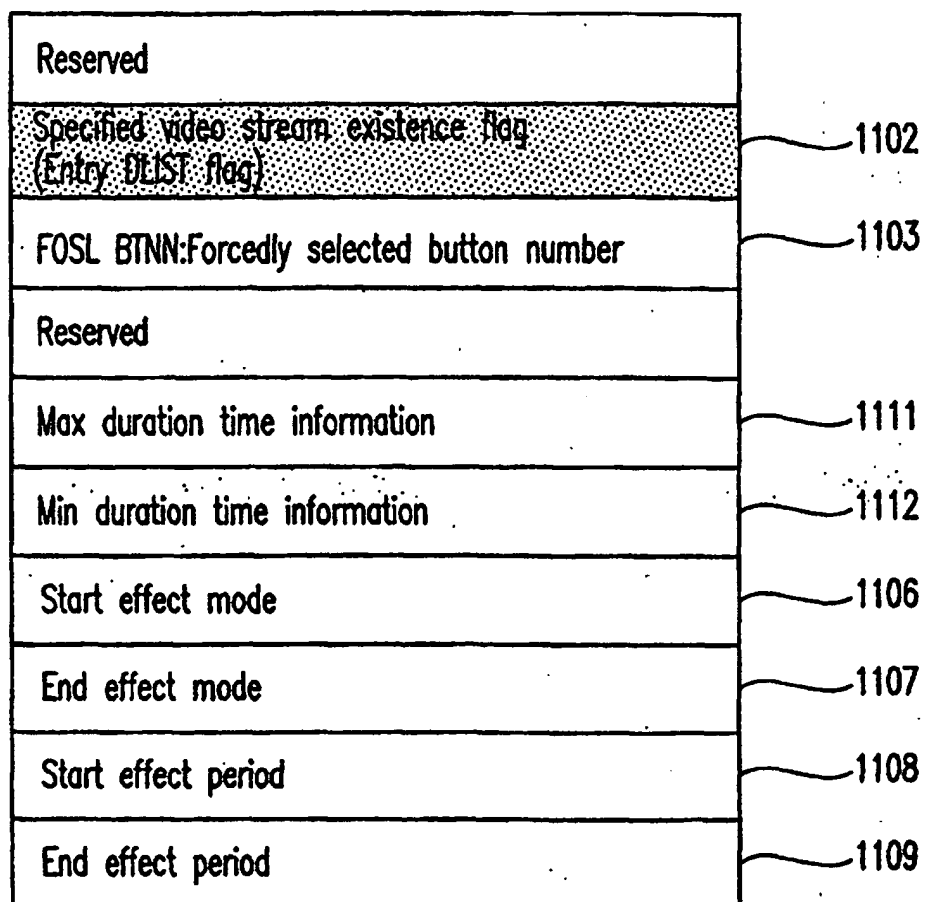 Reserved
Specified video stream existence flag
(Entry DLIST flag)
1102
FOSL BTNN:Forcedly selected button number
1103
Reserved
Max duration time information
1111
Min duration time information
1112
Start effect mode
1106
End effect mode
1107
Start effect period
1108
End effect period
1109